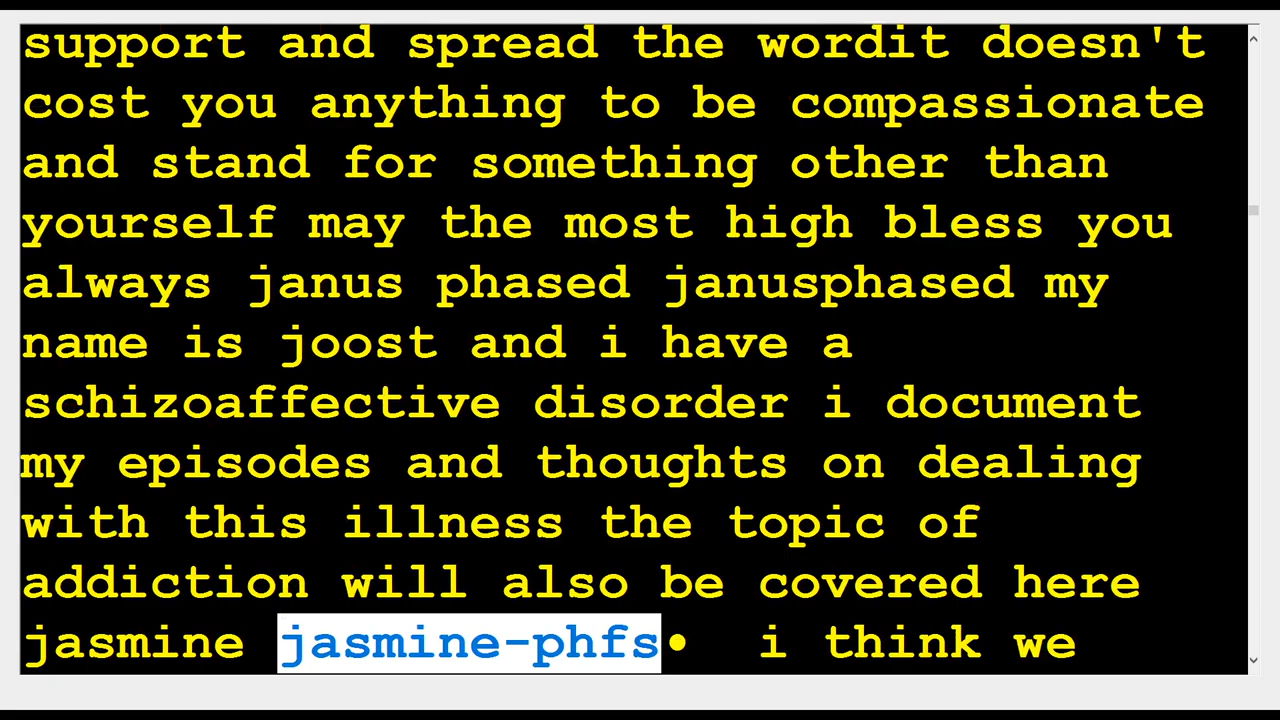 support and spread the wordit doesn't
cost you anything to be compassionate
and stand for something other than
yourself may the most high bless you
always janus phased janusphased my
name is joost and i have a
schizoaffective disorder i document
my episodes and thoughts on dealing
with this illness the topic of
addiction will also be covered here
jasmine jasmine-phfs•  i think we